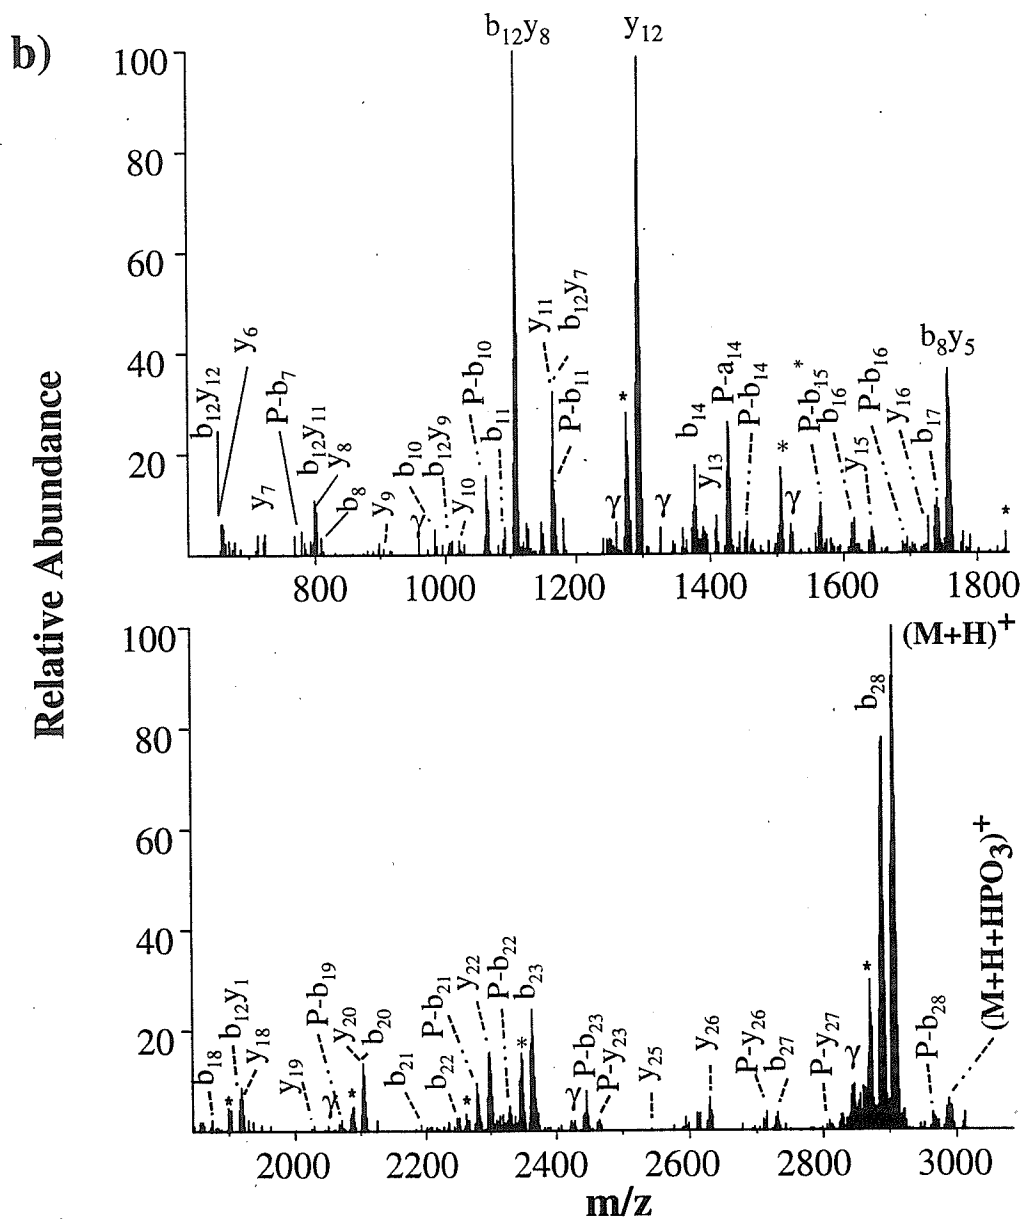 b)
Relative Abundance
b₁₂y₈
y₁₂
100
80
60
40
20
b₁₂y₁₂
y₆
y₇
P-b₇
b₁₂y₁₁
y₈
b₈
y₉
b₁₀
γ
b₁₂y₉
y₁₀
P-b₁₀
b₁₁
y₁₁
b₁₂y₇
P-b₁₁
γ
*
γ
b₁₄
y₁₃
P-a₁₄
P-b₁₄
*
γ
*
P-b₁₅
b₁₆
y₁₅
P-b₁₆
y₁₆
b₁₇
b₈y₅
*
800 1000 1200 1400 1600 1800
100
80
60
40
20
(M+H)⁺
b₁₈
*
b₁₂y₁
y₁₈
y₁₉
P-b₁₉
γ
y₂₀
*
b₂₀
b₂₁
b₂₂
*
P-b₂₁
y₂₂
P-b₂₂
*
b₂₃
γ
P-b₂₃
P-y₂₃
y₂₅
y₂₆
P-y₂₆
b₂₇
P-y₂₇
γ
*
b₂₈
P-b₂₈
(M+H+HPO₃)⁺
2000 2200 2400 2600 2800 3000
m/z